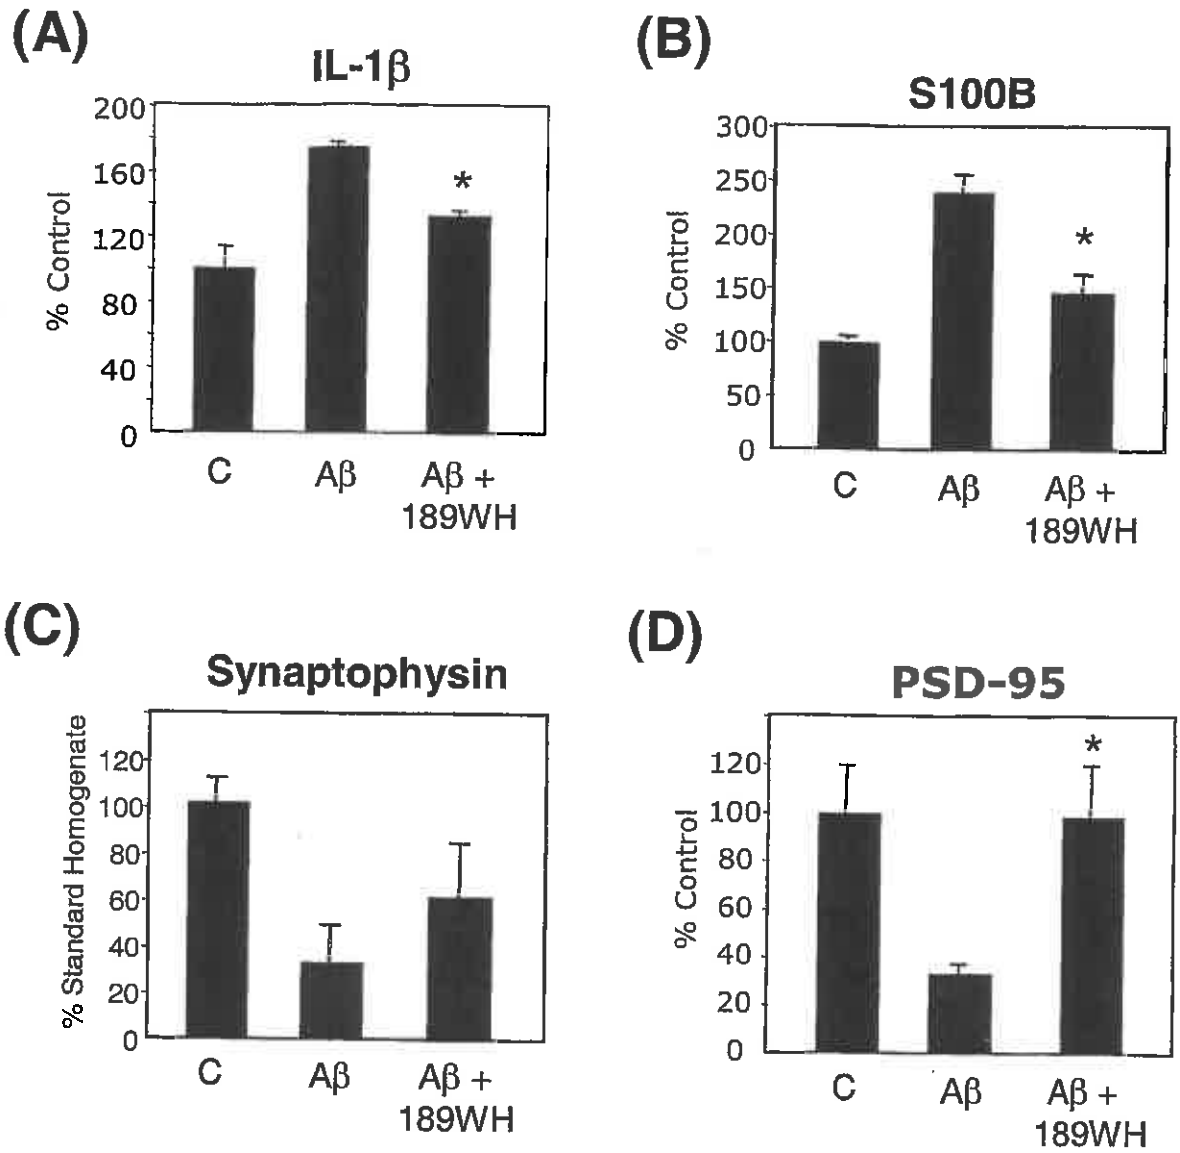 (A)
IL-1β
% Control
200
160
120
80
40
0
*
C
Aβ
Aβ +
189WH
(B)
S100B
% Control
300
250
200
150
100
50
0
*
C
Aβ
Aβ +
189WH
(C)
Synaptophysin
% Standard Homogenate
120
100
80
60
40
20
0
C
Aβ
Aβ +
189WH
(D)
PSD-95
% Control
120
100
80
60
40
20
0
*
C
Aβ
Aβ +
189WH